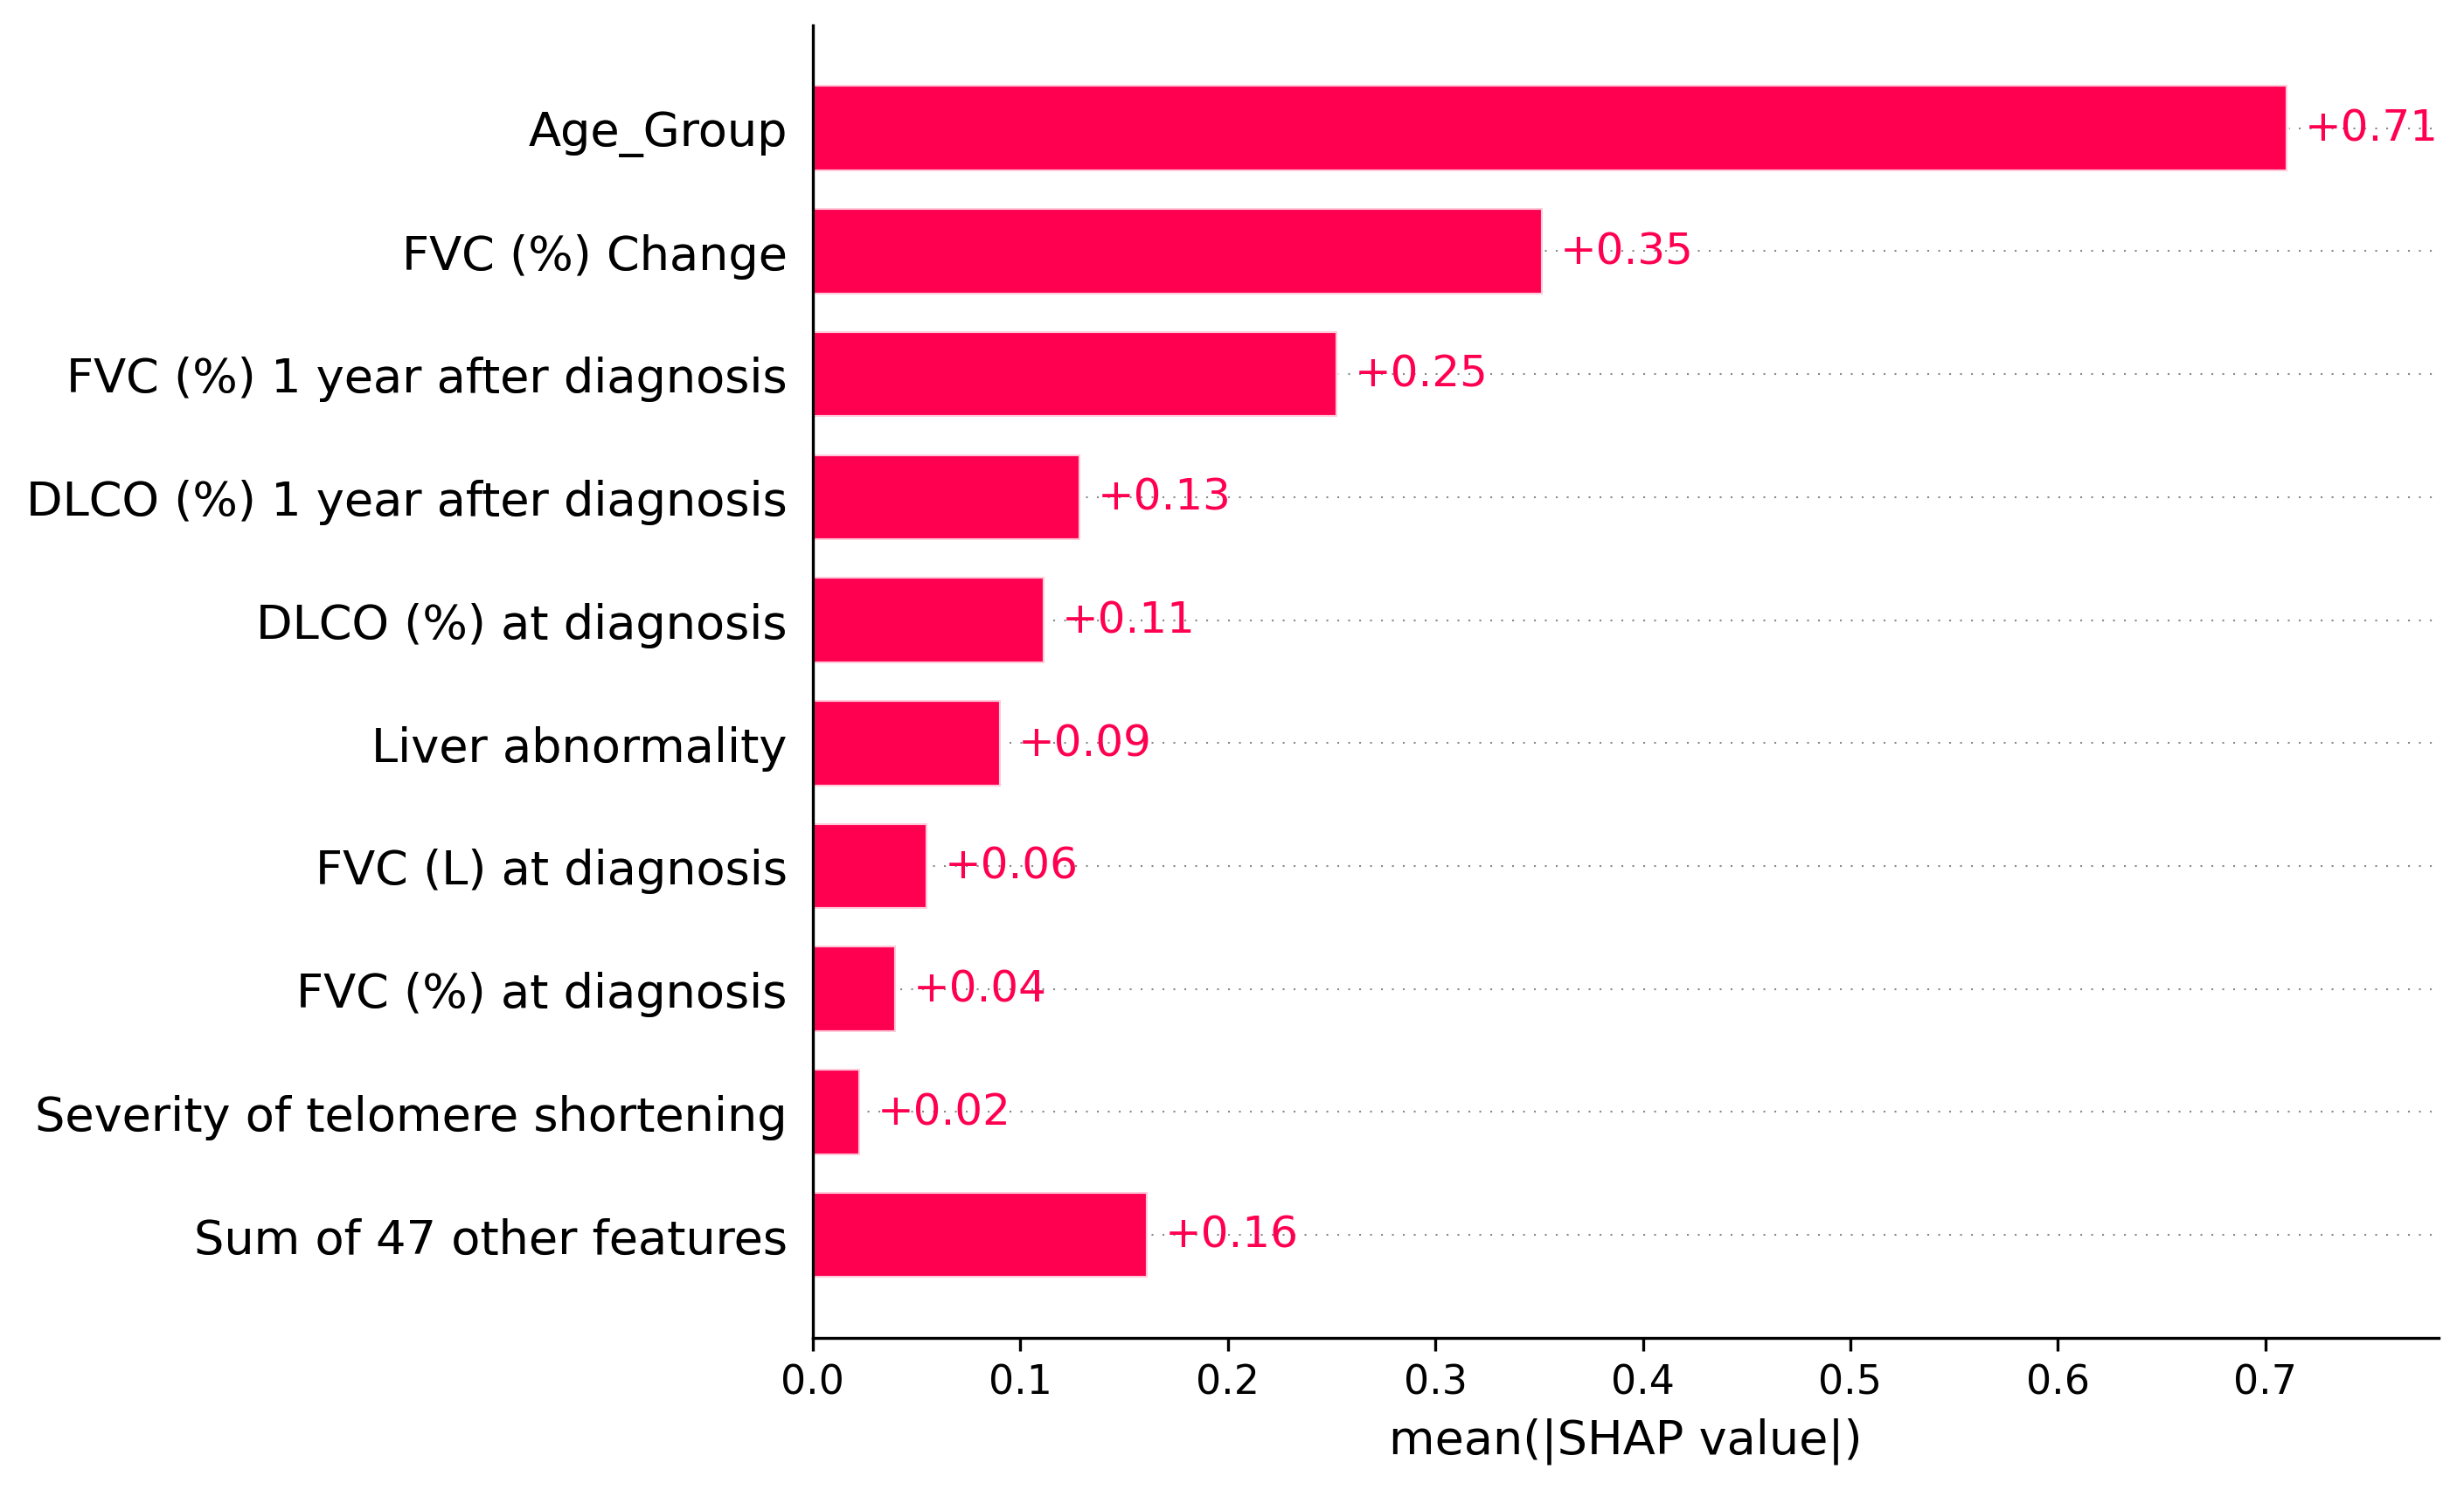 Age_Group +0.71
FVC (%) Change +0.35
FVC (%) 1 year after diagnosis +0.25
DLCO (%) 1 year after diagnosis +0.13
DLCO (%) at diagnosis +0.11
Liver abnormality +0.09
FVC (L) at diagnosis +0.06
FVC (%) at diagnosis +0.04
Severity of telomere shortening +0.02
Sum of 47 other features +0.16
0.0 0.1 0.2 0.3 0.4 0.5 0.6 0.7
mean(|SHAP value|)